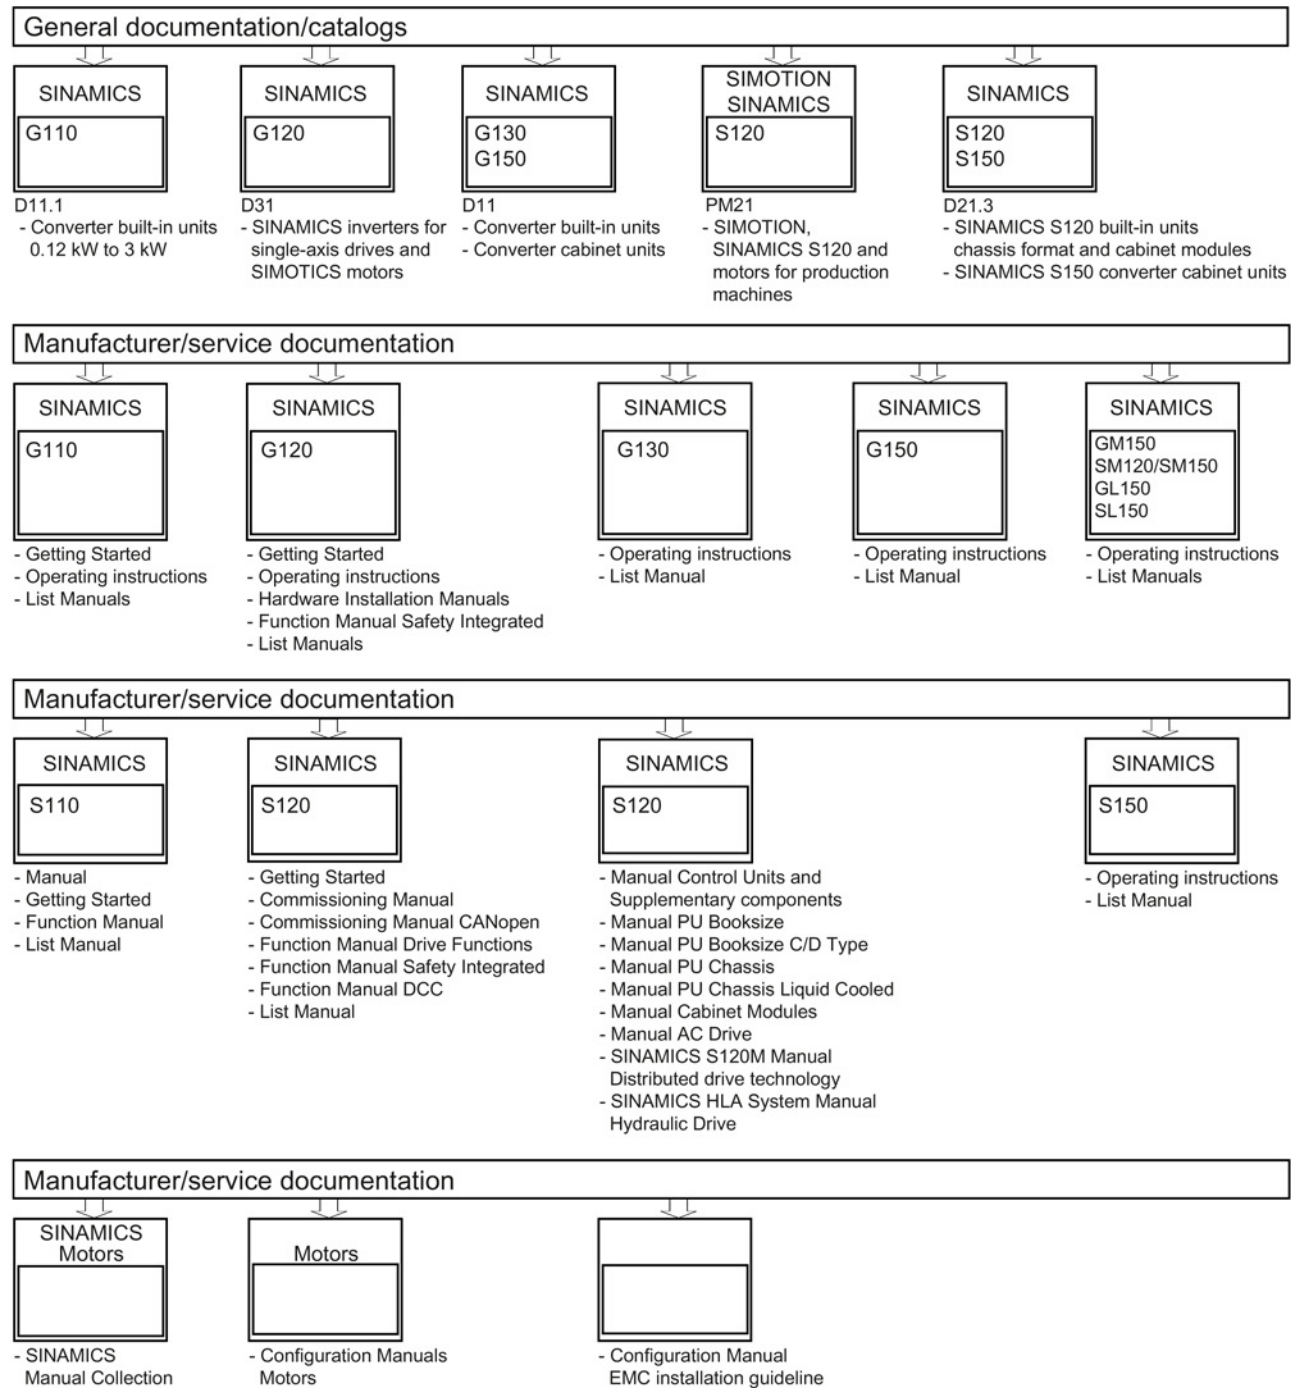 General documentation/catalogs
SINAMICS
G110
D11.1
- Converter built-in units
0.12 kW to 3 kW
SINAMICS
G120
D31
- SINAMICS inverters for
single-axis drives and
SIMOTICS motors
SINAMICS
G130
G150
D11
- Converter built-in units
- Converter cabinet units
SIMOTION
SINAMICS
S120
PM21
- SIMOTION,
SINAMICS S120 and
motors for production
machines
SINAMICS
S120
S150
D21.3
- SINAMICS S120 built-in units
chassis format and cabinet modules
- SINAMICS S150 converter cabinet units
Manufacturer/service documentation
SINAMICS
G110
- Getting Started
- Operating instructions
- List Manuals
SINAMICS
G120
- Getting Started
- Operating instructions
- Hardware Installation Manuals
- Function Manual Safety Integrated
- List Manuals
SINAMICS
G130
- Operating instructions
- List Manual
SINAMICS
G150
- Operating instructions
- List Manual
SINAMICS
GM150
SM120/SM150
GL150
SL150
- Operating instructions
- List Manuals
Manufacturer/service documentation
SINAMICS
S110
- Manual
- Getting Started
- Function Manual
- List Manual
SINAMICS
S120
- Getting Started
- Commissioning Manual
- Commissioning Manual CANopen
- Function Manual Drive Functions
- Function Manual Safety Integrated
- Function Manual DCC
- List Manual
SINAMICS
S120
- Manual Control Units and
Supplementary components
- Manual PU Booksize
- Manual PU Booksize C/D Type
- Manual PU Chassis
- Manual PU Chassis Liquid Cooled
- Manual Cabinet Modules
- Manual AC Drive
- SINAMICS S120M Manual
Distributed drive technology
- SINAMICS HLA System Manual
Hydraulic Drive
SINAMICS
S150
- Operating instructions
- List Manual
Manufacturer/service documentation
SINAMICS
Motors
- SINAMICS
Manual Collection
Motors
- Configuration Manuals
Motors
- Configuration Manual
EMC installation guideline